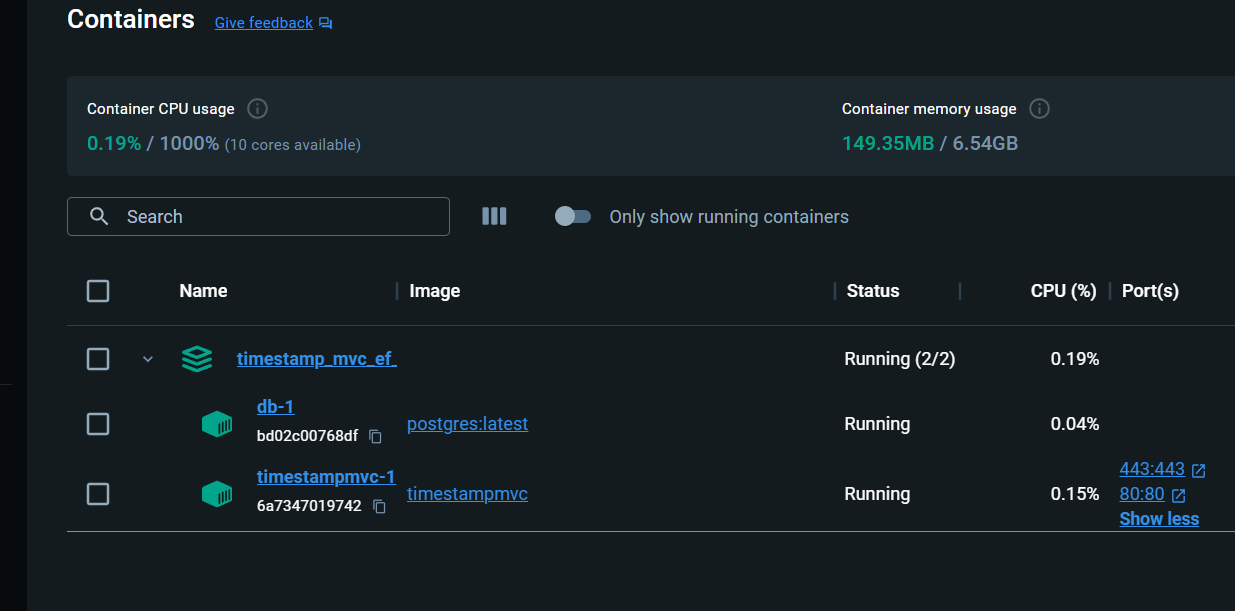 Containers Give feedback
Container CPU usage Container memory usage
0.19% / 1000% (10 cores available) 149.35MB / 6.54GB
Search Only show running containers
Name Image Status CPU (%) Port(s)
timestamp_mvc_ef_ Running (2/2) 0.19%
db-1
bd02c00768df
postgres:latest Running 0.04%
timestampmvc-1
6a7347019742
timestampmvc Running 0.15%
443:443
80:80
Show less